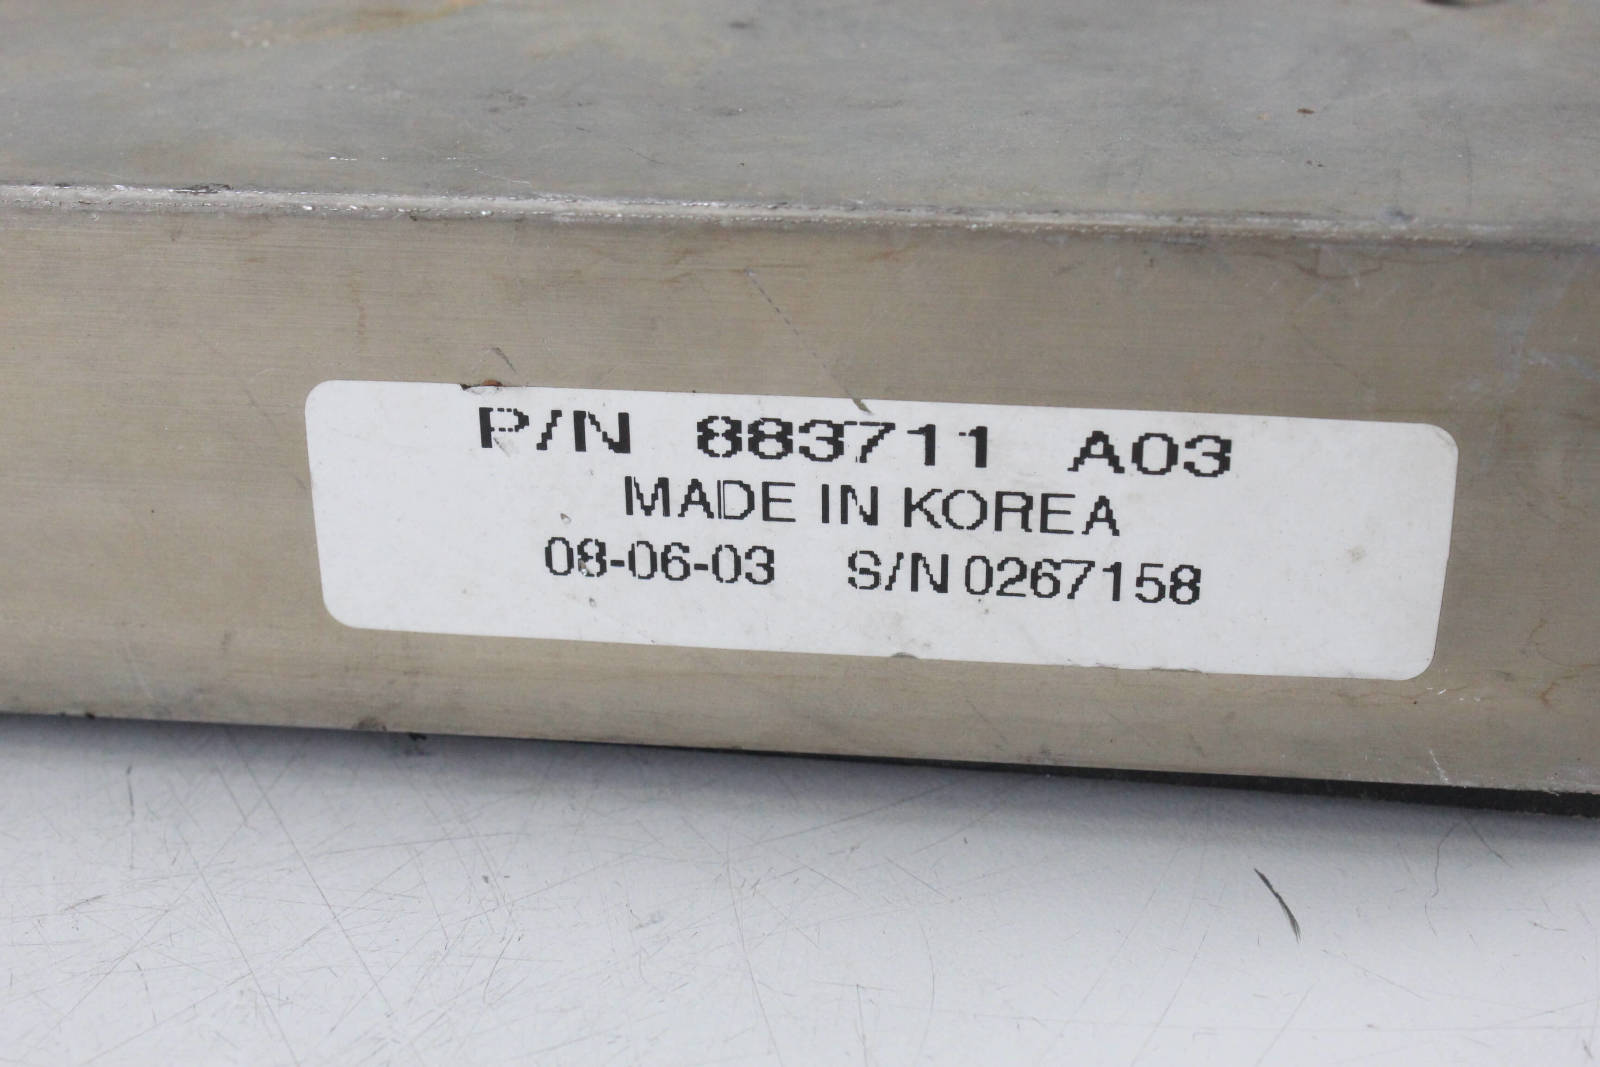 P/N 883711 A03
MADE IN KOREA
08-06-03 S/N 0267158